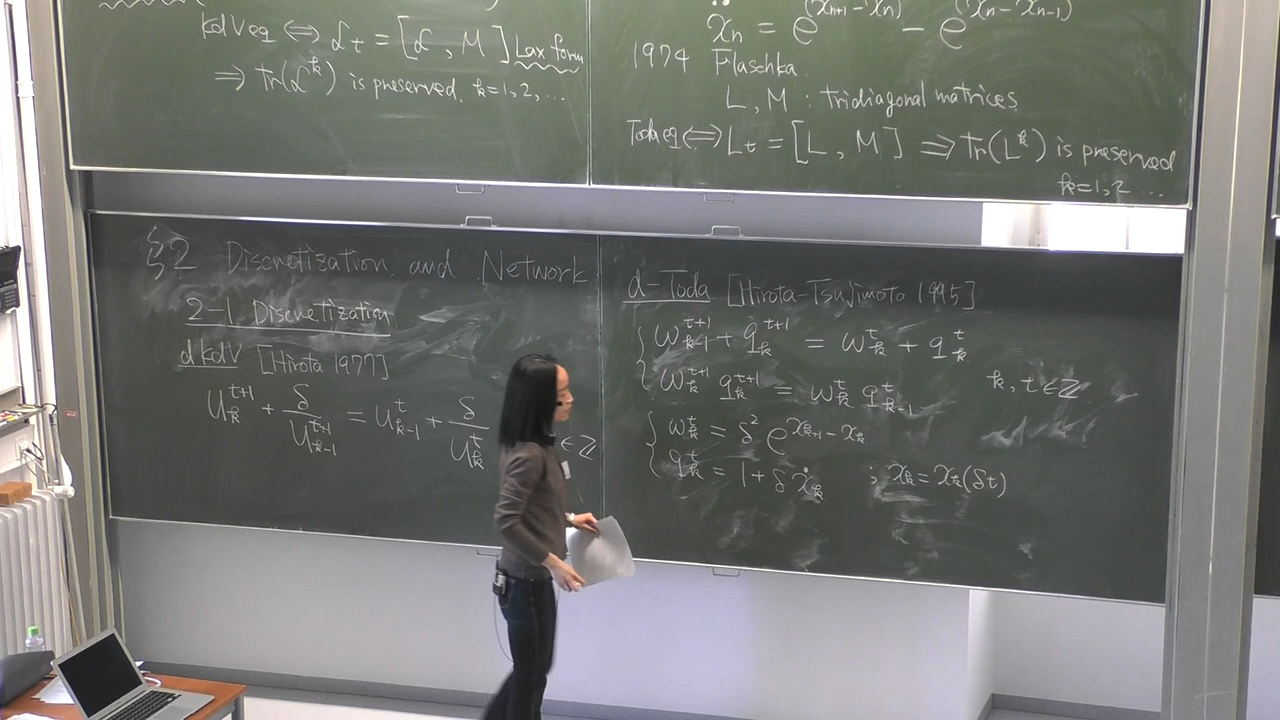 KdV eq ⇔ ℒ_t = [ℒ, M] Lax form
⇒ tr(ℒ^k) is preserved. k=1,2,…
ẍ_n = e^(x_{n+1}-x_n) - e^(x_n-x_{n-1})
1974 Flaschka
L, M : tridiagonal matrices
Toda eq ⇔ L_t = [L, M] ⇒ Tr(L^k) is preserved
k=1,2 …
§2 Discretization and Network
2-1 Discretization
dKdV [Hirota 1977]
u_k^{t+1} + δ/u_{k-1}^{t+1} = u_{k-1}^t + δ/u_k^t ∈ ℤ
d-Toda [Hirota-Tsujimoto 1995]
w_{k-1}^{t+1} + q_k^{t+1} = w_k^t + q_k^t
w_k^{t+1} q_k^{t+1} = w_k^t q_{k-1}^t k, t ∈ ℤ
w_k^t = δ² e^{x_{k+1} - x_k}
q_k^t = 1 + δ ẋ_k ; x_k = x_k(δt)